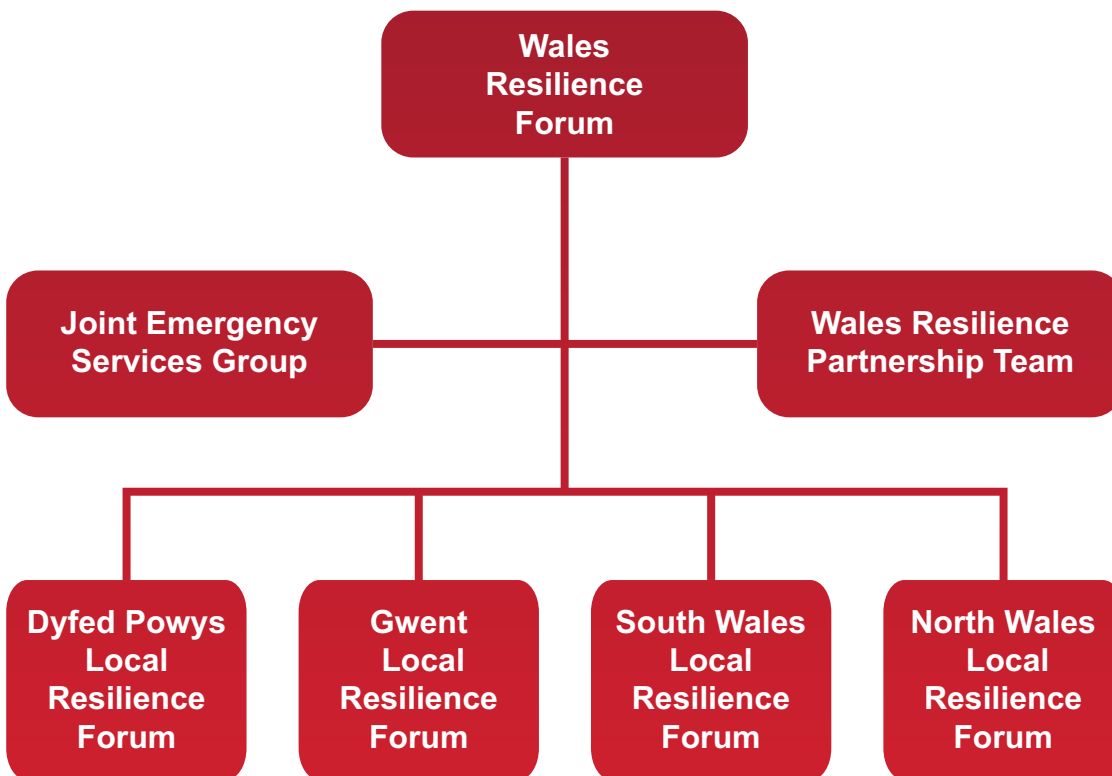 Wales
Resilience
Forum
Joint Emergency
Services Group
Wales Resilience
Partnership Team
Dyfed Powys
Local
Resilience
Forum
Gwent
Local
Resilience
Forum
South Wales
Local
Resilience
Forum
North Wales
Local
Resilience
Forum